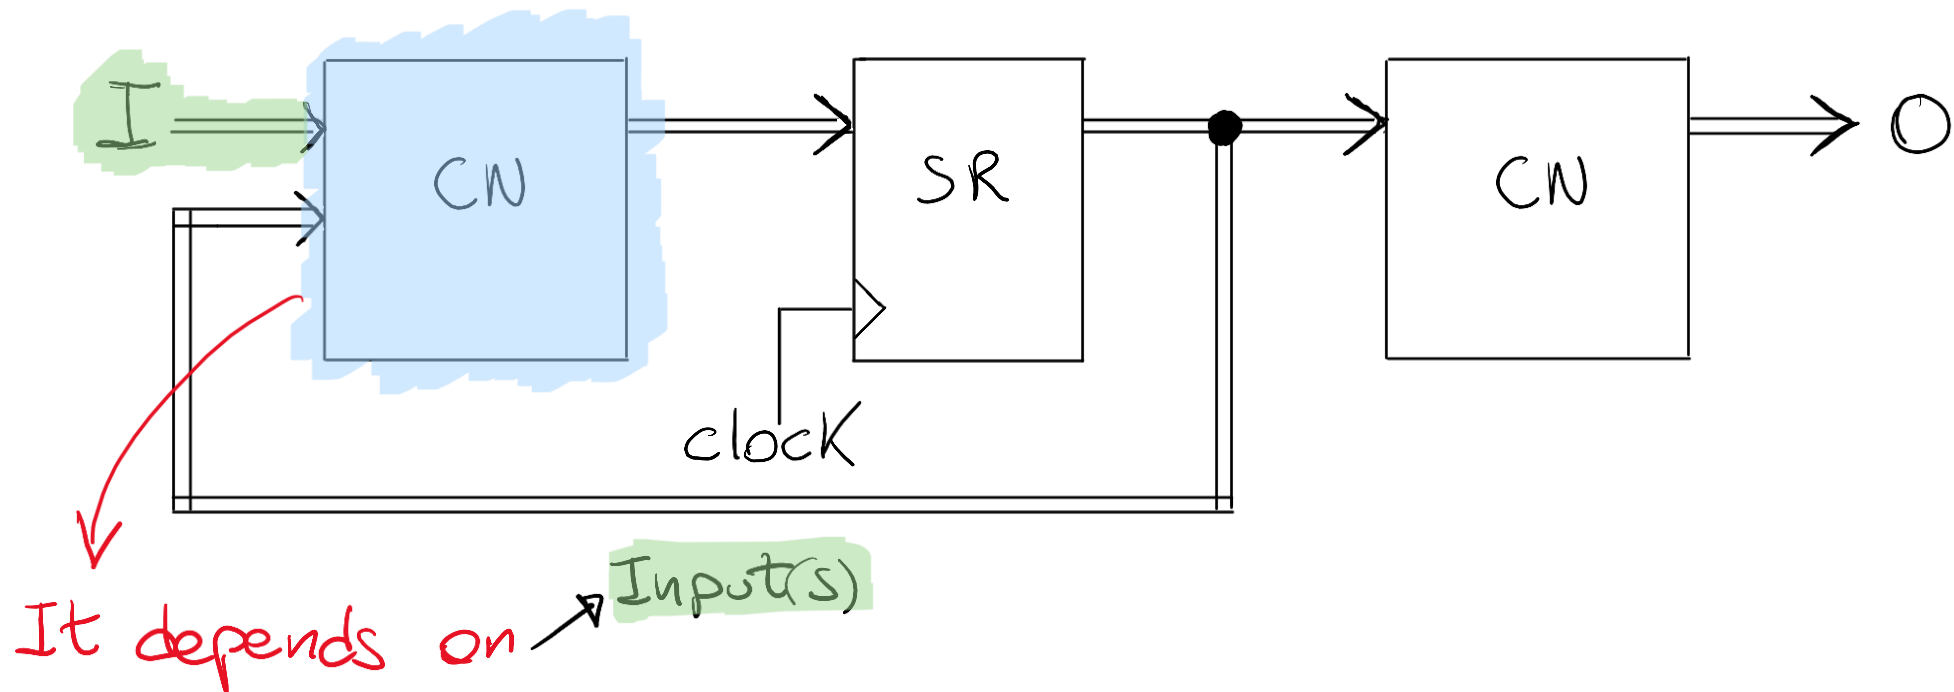 I
CN
SR
CN
O
clock
Input(s)
It depends on